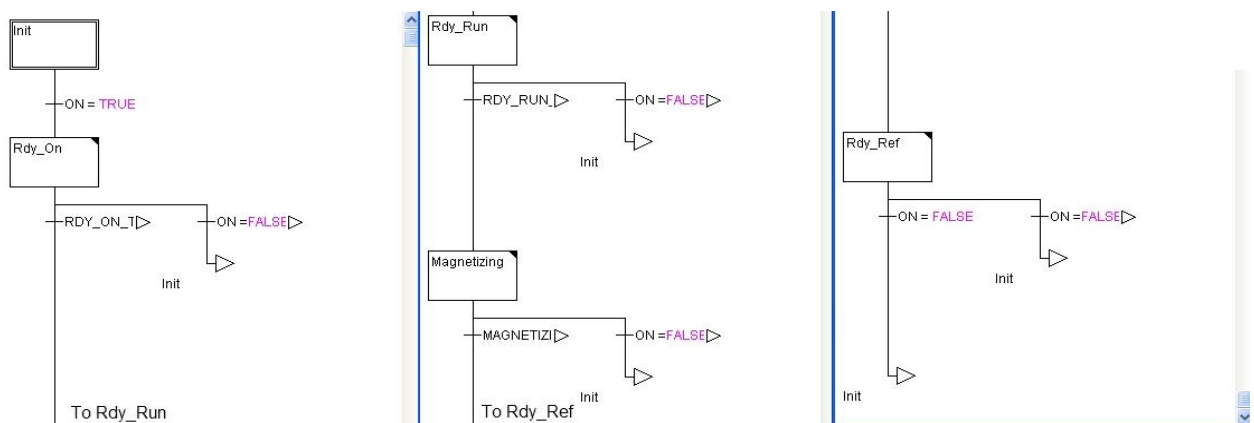 Init
ON = TRUE
Rdy_On
RDY_ON_T
ON =FALSE
Init
To Rdy_Run
Rdy_Run
RDY_RUN_
ON =FALSE
Init
Magnetizing
MAGNETIZI
ON =FALSE
Init
To Rdy_Ref
Rdy_Ref
ON = FALSE
ON =FALSE
Init
Init